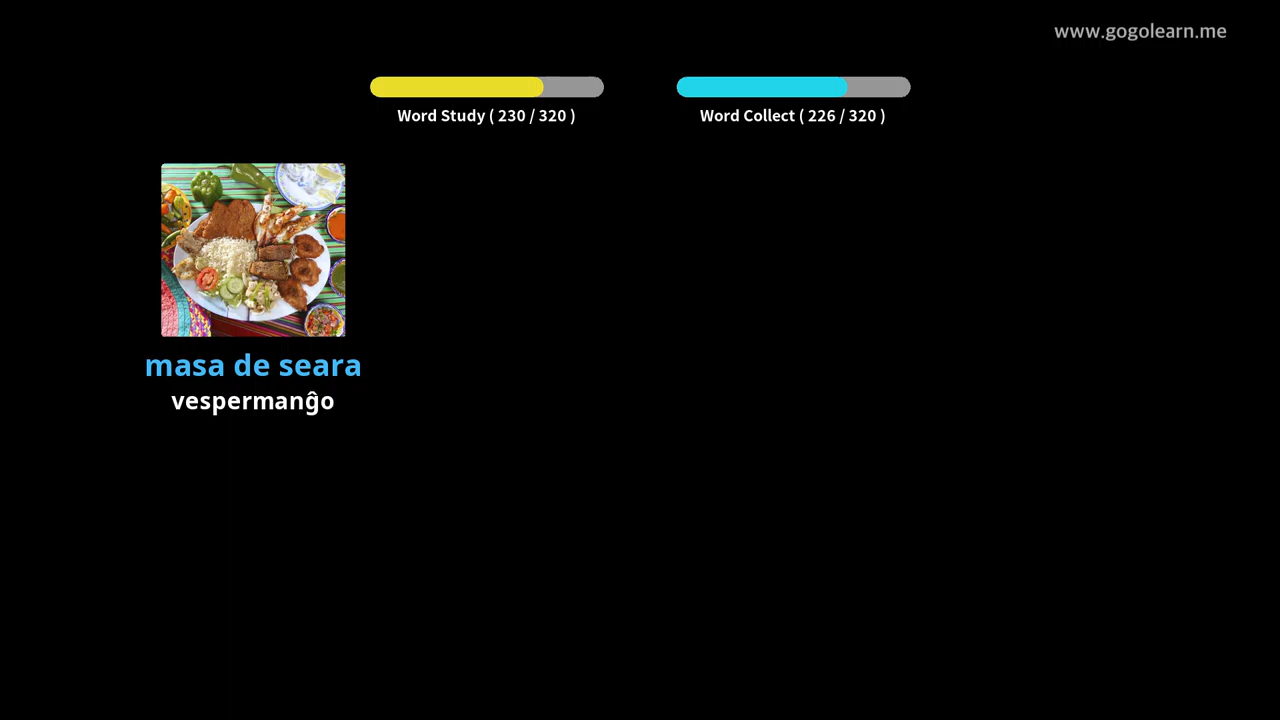 www.gogolearn.me
Word Study ( 230 / 320 )
Word Collect ( 226 / 320 )
masa de seara
vespermanĝo